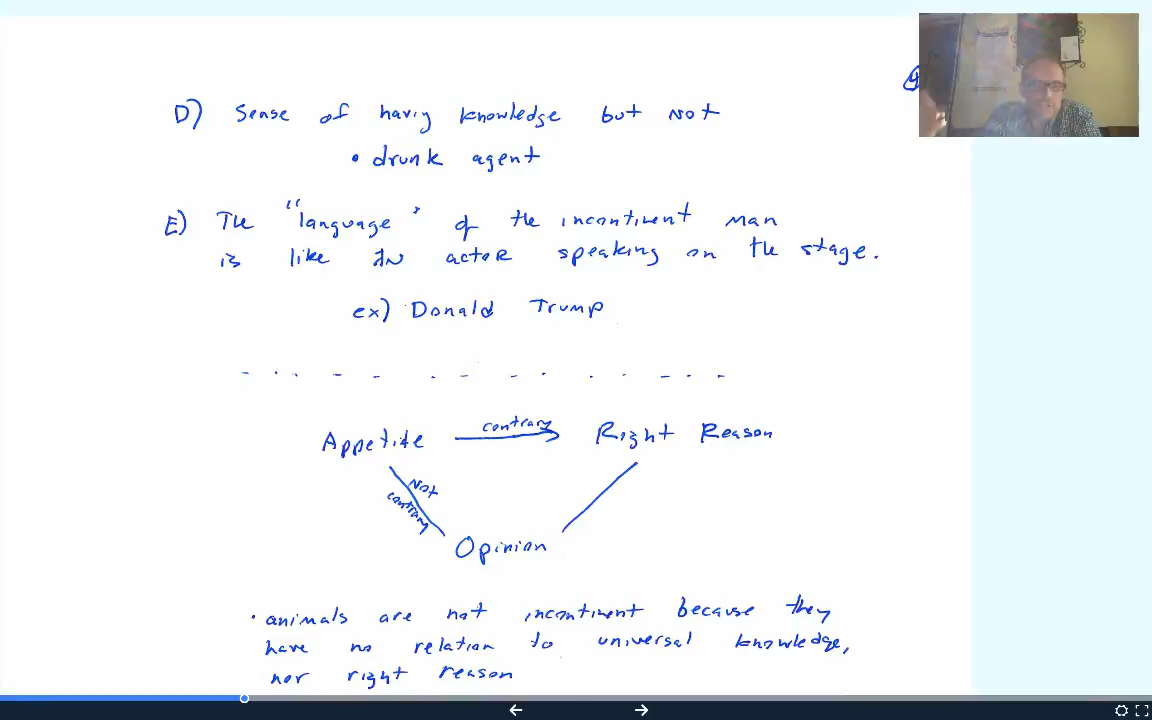 D) Sense of having knowledge but not
• drunk agent
E) The "language" of the incontinent man
is like an actor speaking on the stage.
ex) Donald Trump
Appetite contrary Right Reason
Not
contrary
Opinion
• animals are not incontinent because they
have no relation to universal knowledge,
nor right reason